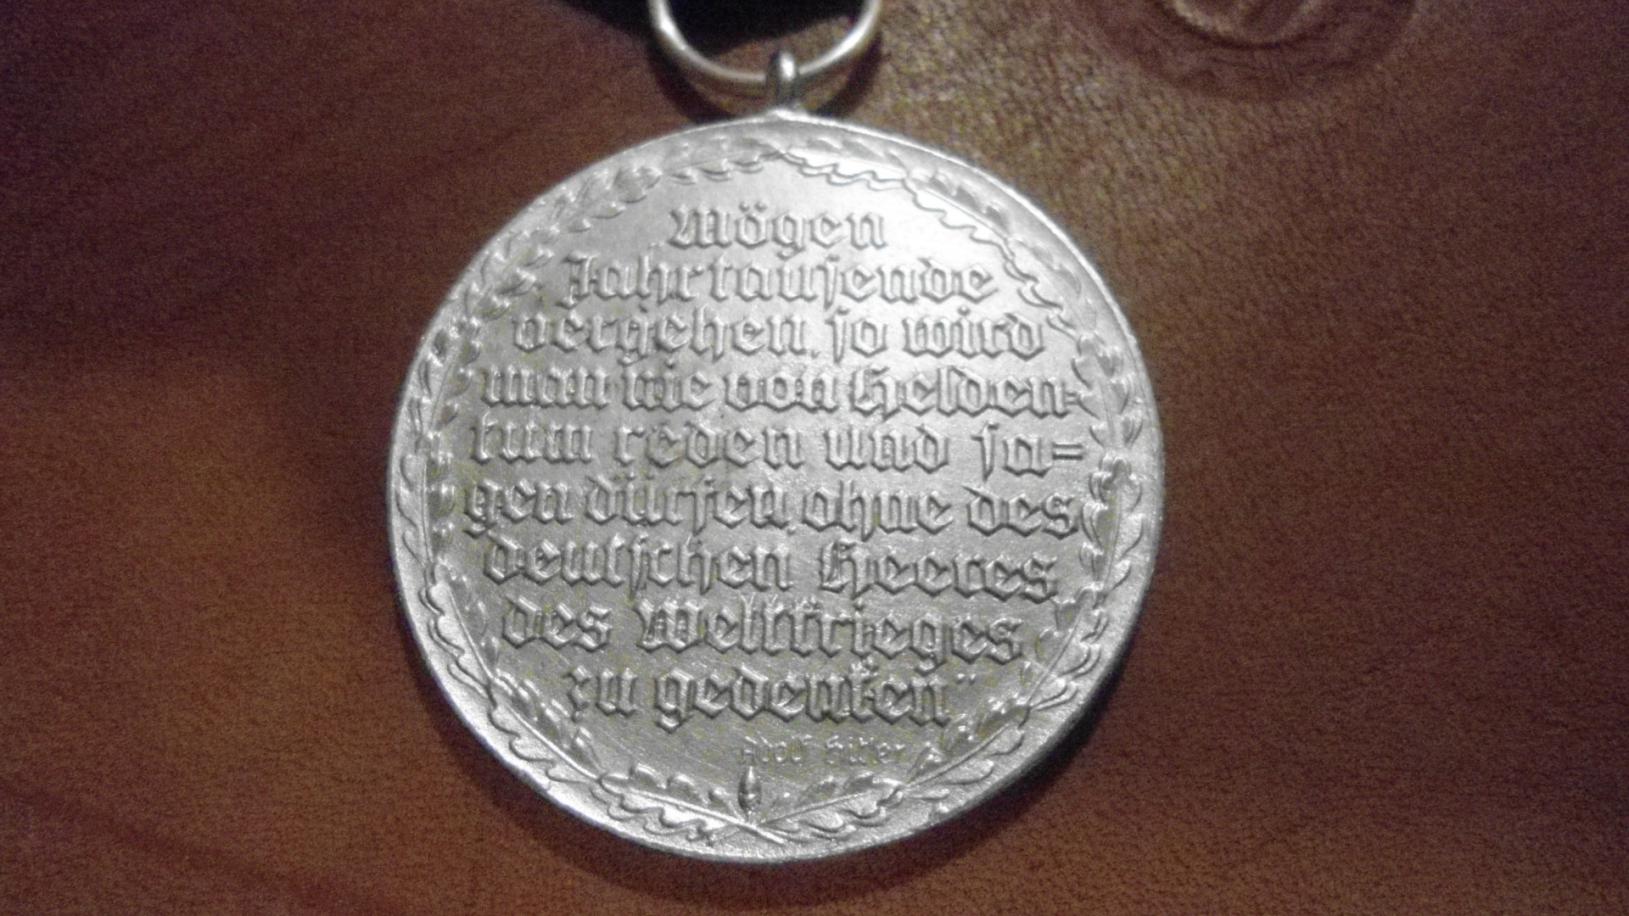 Mögen
Jahrtausende
vergehen, so wird
man nie von Helden=
tum reden und sa=
gen dürfen, ohne des
deutschen Heeres
des Weltkrieges
zu gedenken"
Adolf Hitler